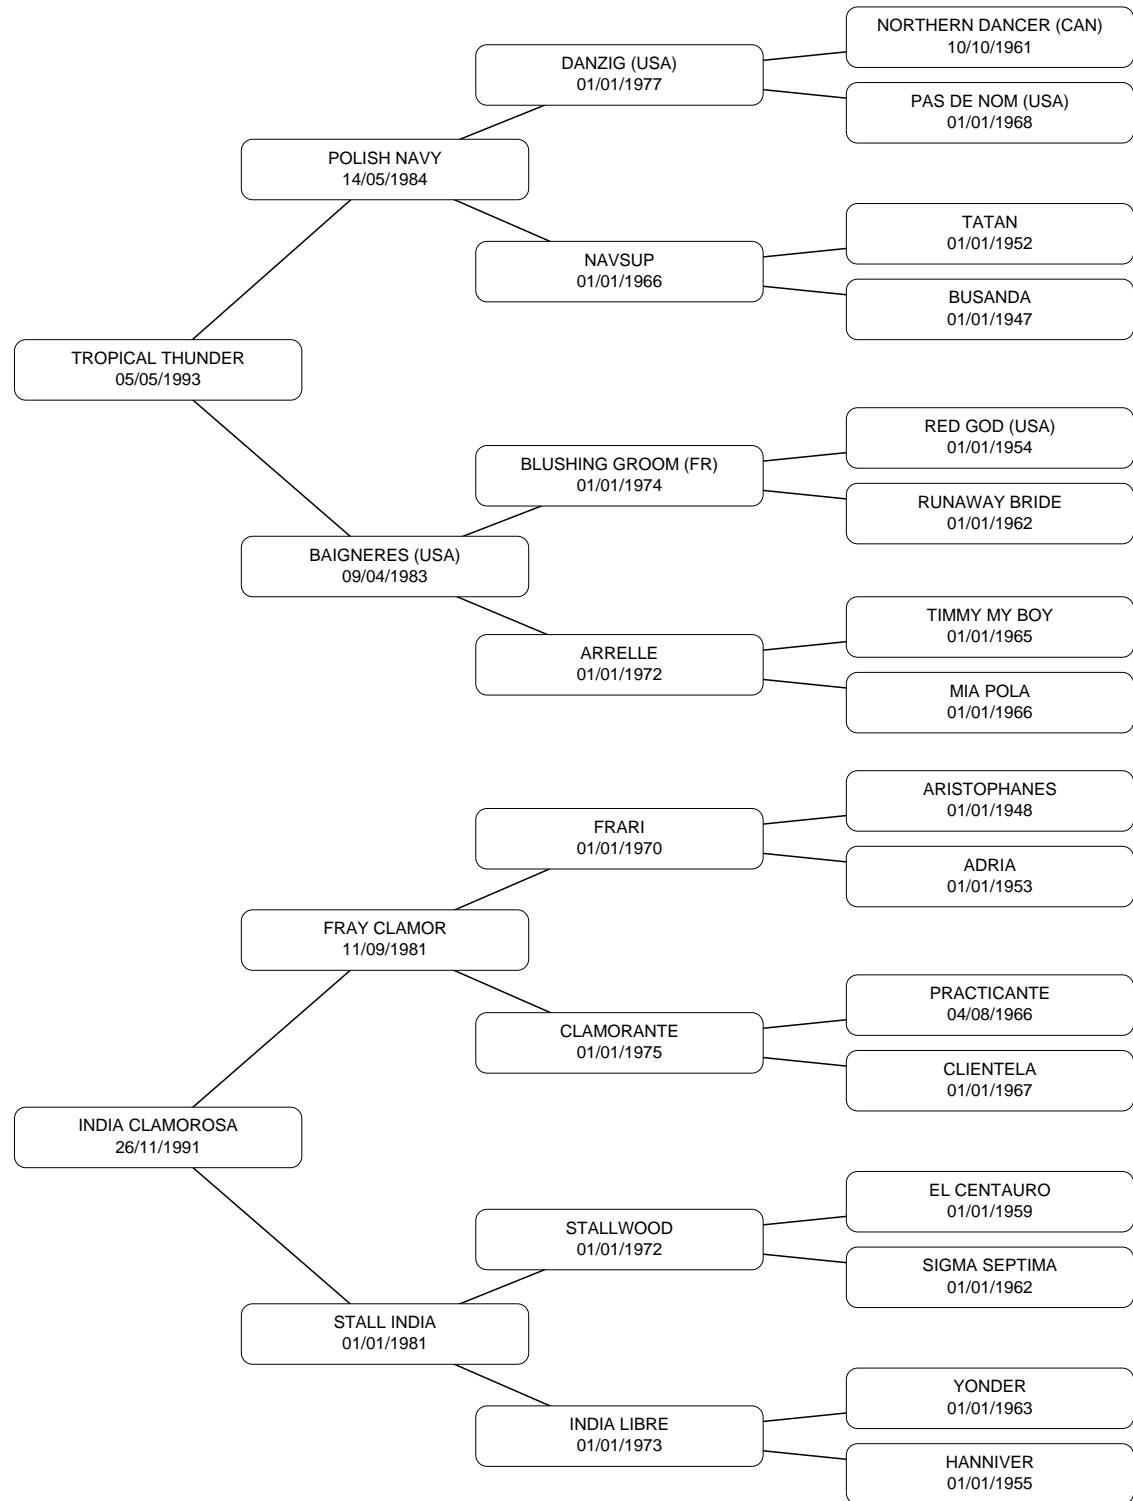 NORTHERN DANCER (CAN)
10/10/1961
DANZIG (USA)
01/01/1977
PAS DE NOM (USA)
01/01/1968
POLISH NAVY
14/05/1984
TATAN
01/01/1952
NAVSUP
01/01/1966
BUSANDA
01/01/1947
TROPICAL THUNDER
05/05/1993
RED GOD (USA)
01/01/1954
BLUSHING GROOM (FR)
01/01/1974
RUNAWAY BRIDE
01/01/1962
BAIGNERES (USA)
09/04/1983
TIMMY MY BOY
01/01/1965
ARRELLE
01/01/1972
MIA POLA
01/01/1966
ARISTOPHANES
01/01/1948
FRARI
01/01/1970
ADRIA
01/01/1953
FRAY CLAMOR
11/09/1981
PRACTICANTE
04/08/1966
CLAMORANTE
01/01/1975
CLIENTELA
01/01/1967
INDIA CLAMOROSA
26/11/1991
EL CENTAURO
01/01/1959
STALLWOOD
01/01/1972
SIGMA SEPTIMA
01/01/1962
STALL INDIA
01/01/1981
YONDER
01/01/1963
INDIA LIBRE
01/01/1973
HANNIVER
01/01/1955